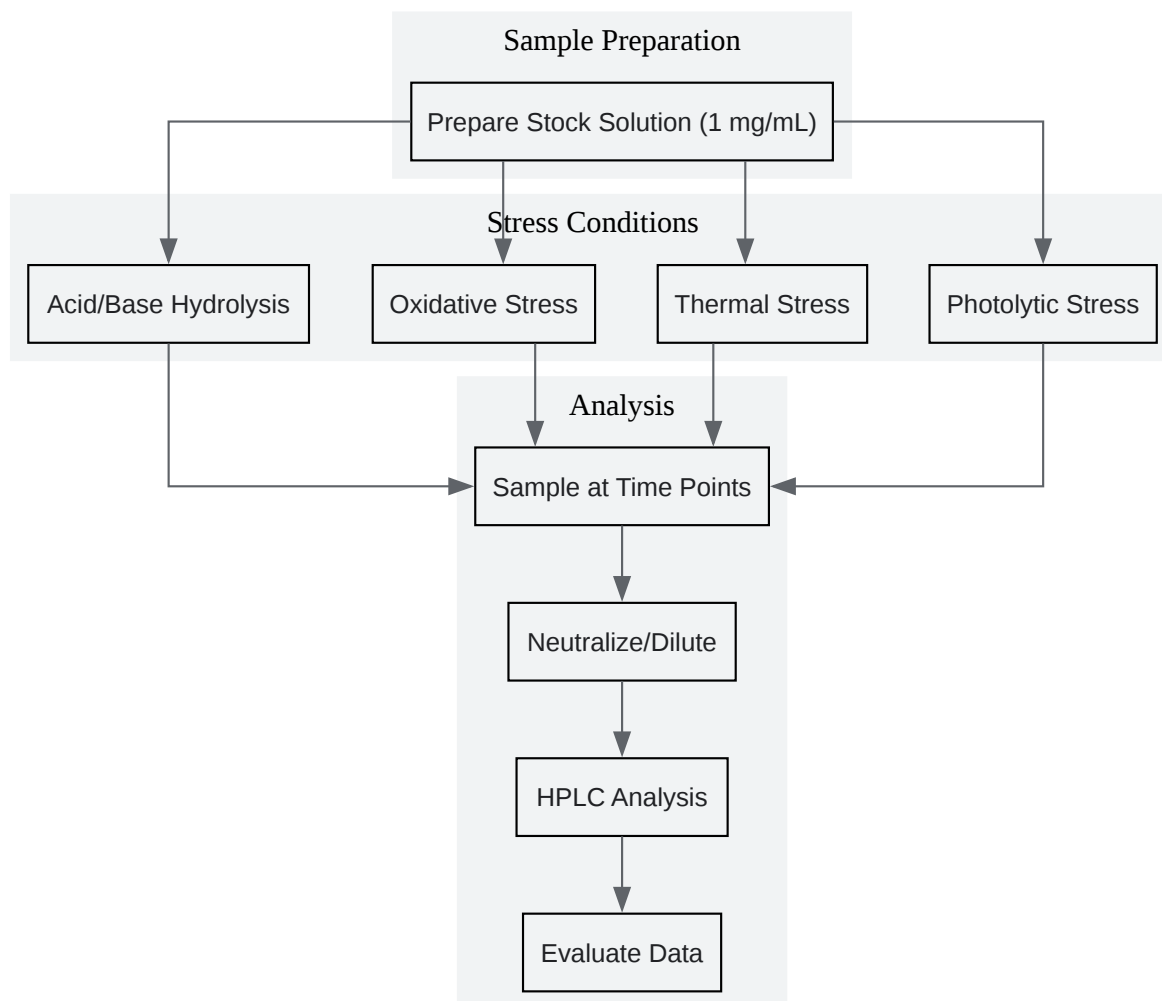 Sample Preparation
Prepare Stock Solution (1 mg/mL)
Stress Conditions
Acid/Base Hydrolysis
Oxidative Stress
Thermal Stress
Photolytic Stress
Analysis
Sample at Time Points
Neutralize/Dilute
HPLC Analysis
Evaluate Data